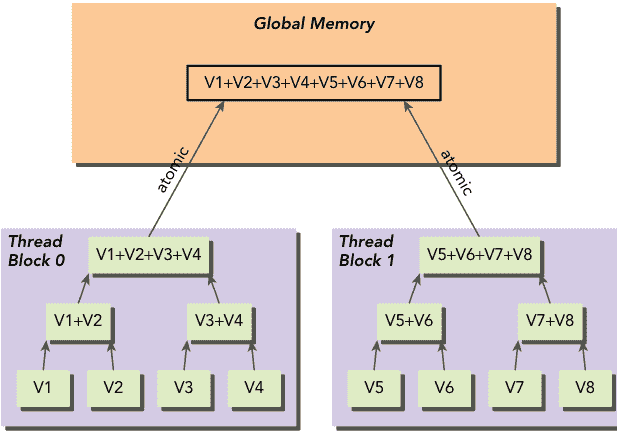 Global Memory
V1+V2+V3+V4+V5+V6+V7+V8
atomic
atomic
Thread
Block 0
V1+V2+V3+V4
V1+V2
V3+V4
V1
V2
V3
V4
Thread
Block 1
V5+V6+V7+V8
V5+V6
V7+V8
V5
V6
V7
V8